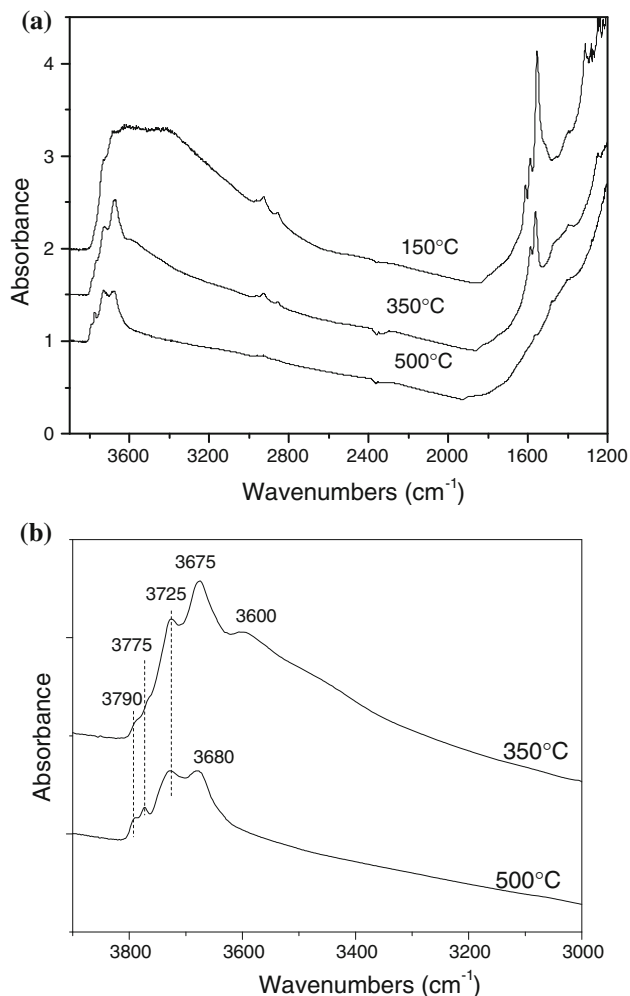 (a)
4
3
2
1
0
Absorbance
150°C
350°C
500°C
3600 3200 2800 2400 2000 1600 1200
Wavenumbers (cm-1)
(b)
3675
3725
3600
3775
3790
3680
Absorbance
350°C
500°C
3800 3600 3400 3200 3000
Wavenumbers (cm-1)